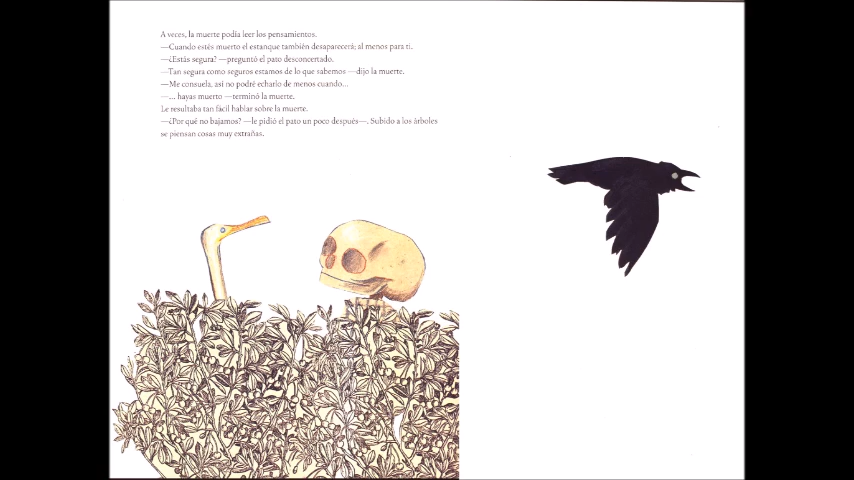 A veces, la muerte podía leer los pensamientos.
—Cuando estés muerto el estanque también desaparecerá; al menos para ti.
—¿Estás segura? —preguntó el pato desconcertado.
—Tan segura como seguros estamos de lo que sabemos —dijo la muerte.
—Me consuela, así no podré echarlo de menos cuando...
—... hayas muerto —terminó la muerte.
Le resultaba tan fácil hablar sobre la muerte.
—¿Por qué no bajamos? —le pidió el pato un poco después—. Subido a los árboles
se piensan cosas muy extrañas.